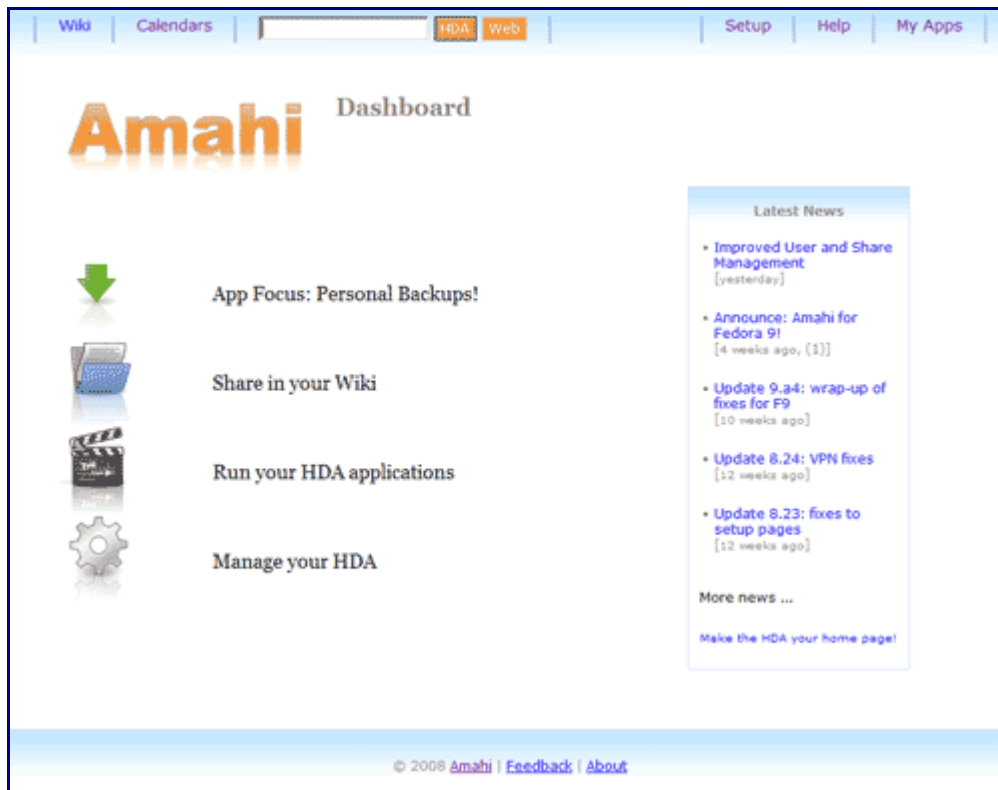 Wiki Calendars HDA Web Setup Help My Apps
Amahi
Dashboard
App Focus: Personal Backups!
Share in your Wiki
Run your HDA applications
Manage your HDA
Latest News
• Improved User and Share
Management
[yesterday]
• Announce: Amahi for
Fedora 9!
[4 weeks ago, (1)]
• Update 9.a4: wrap-up of
fixes for F9
[10 weeks ago]
• Update 8.24: VPN fixes
[12 weeks ago]
• Update 8.23: fixes to
setup pages
[12 weeks ago]
More news ...
Make the HDA your home page!
© 2008 Amahi | Feedback | About